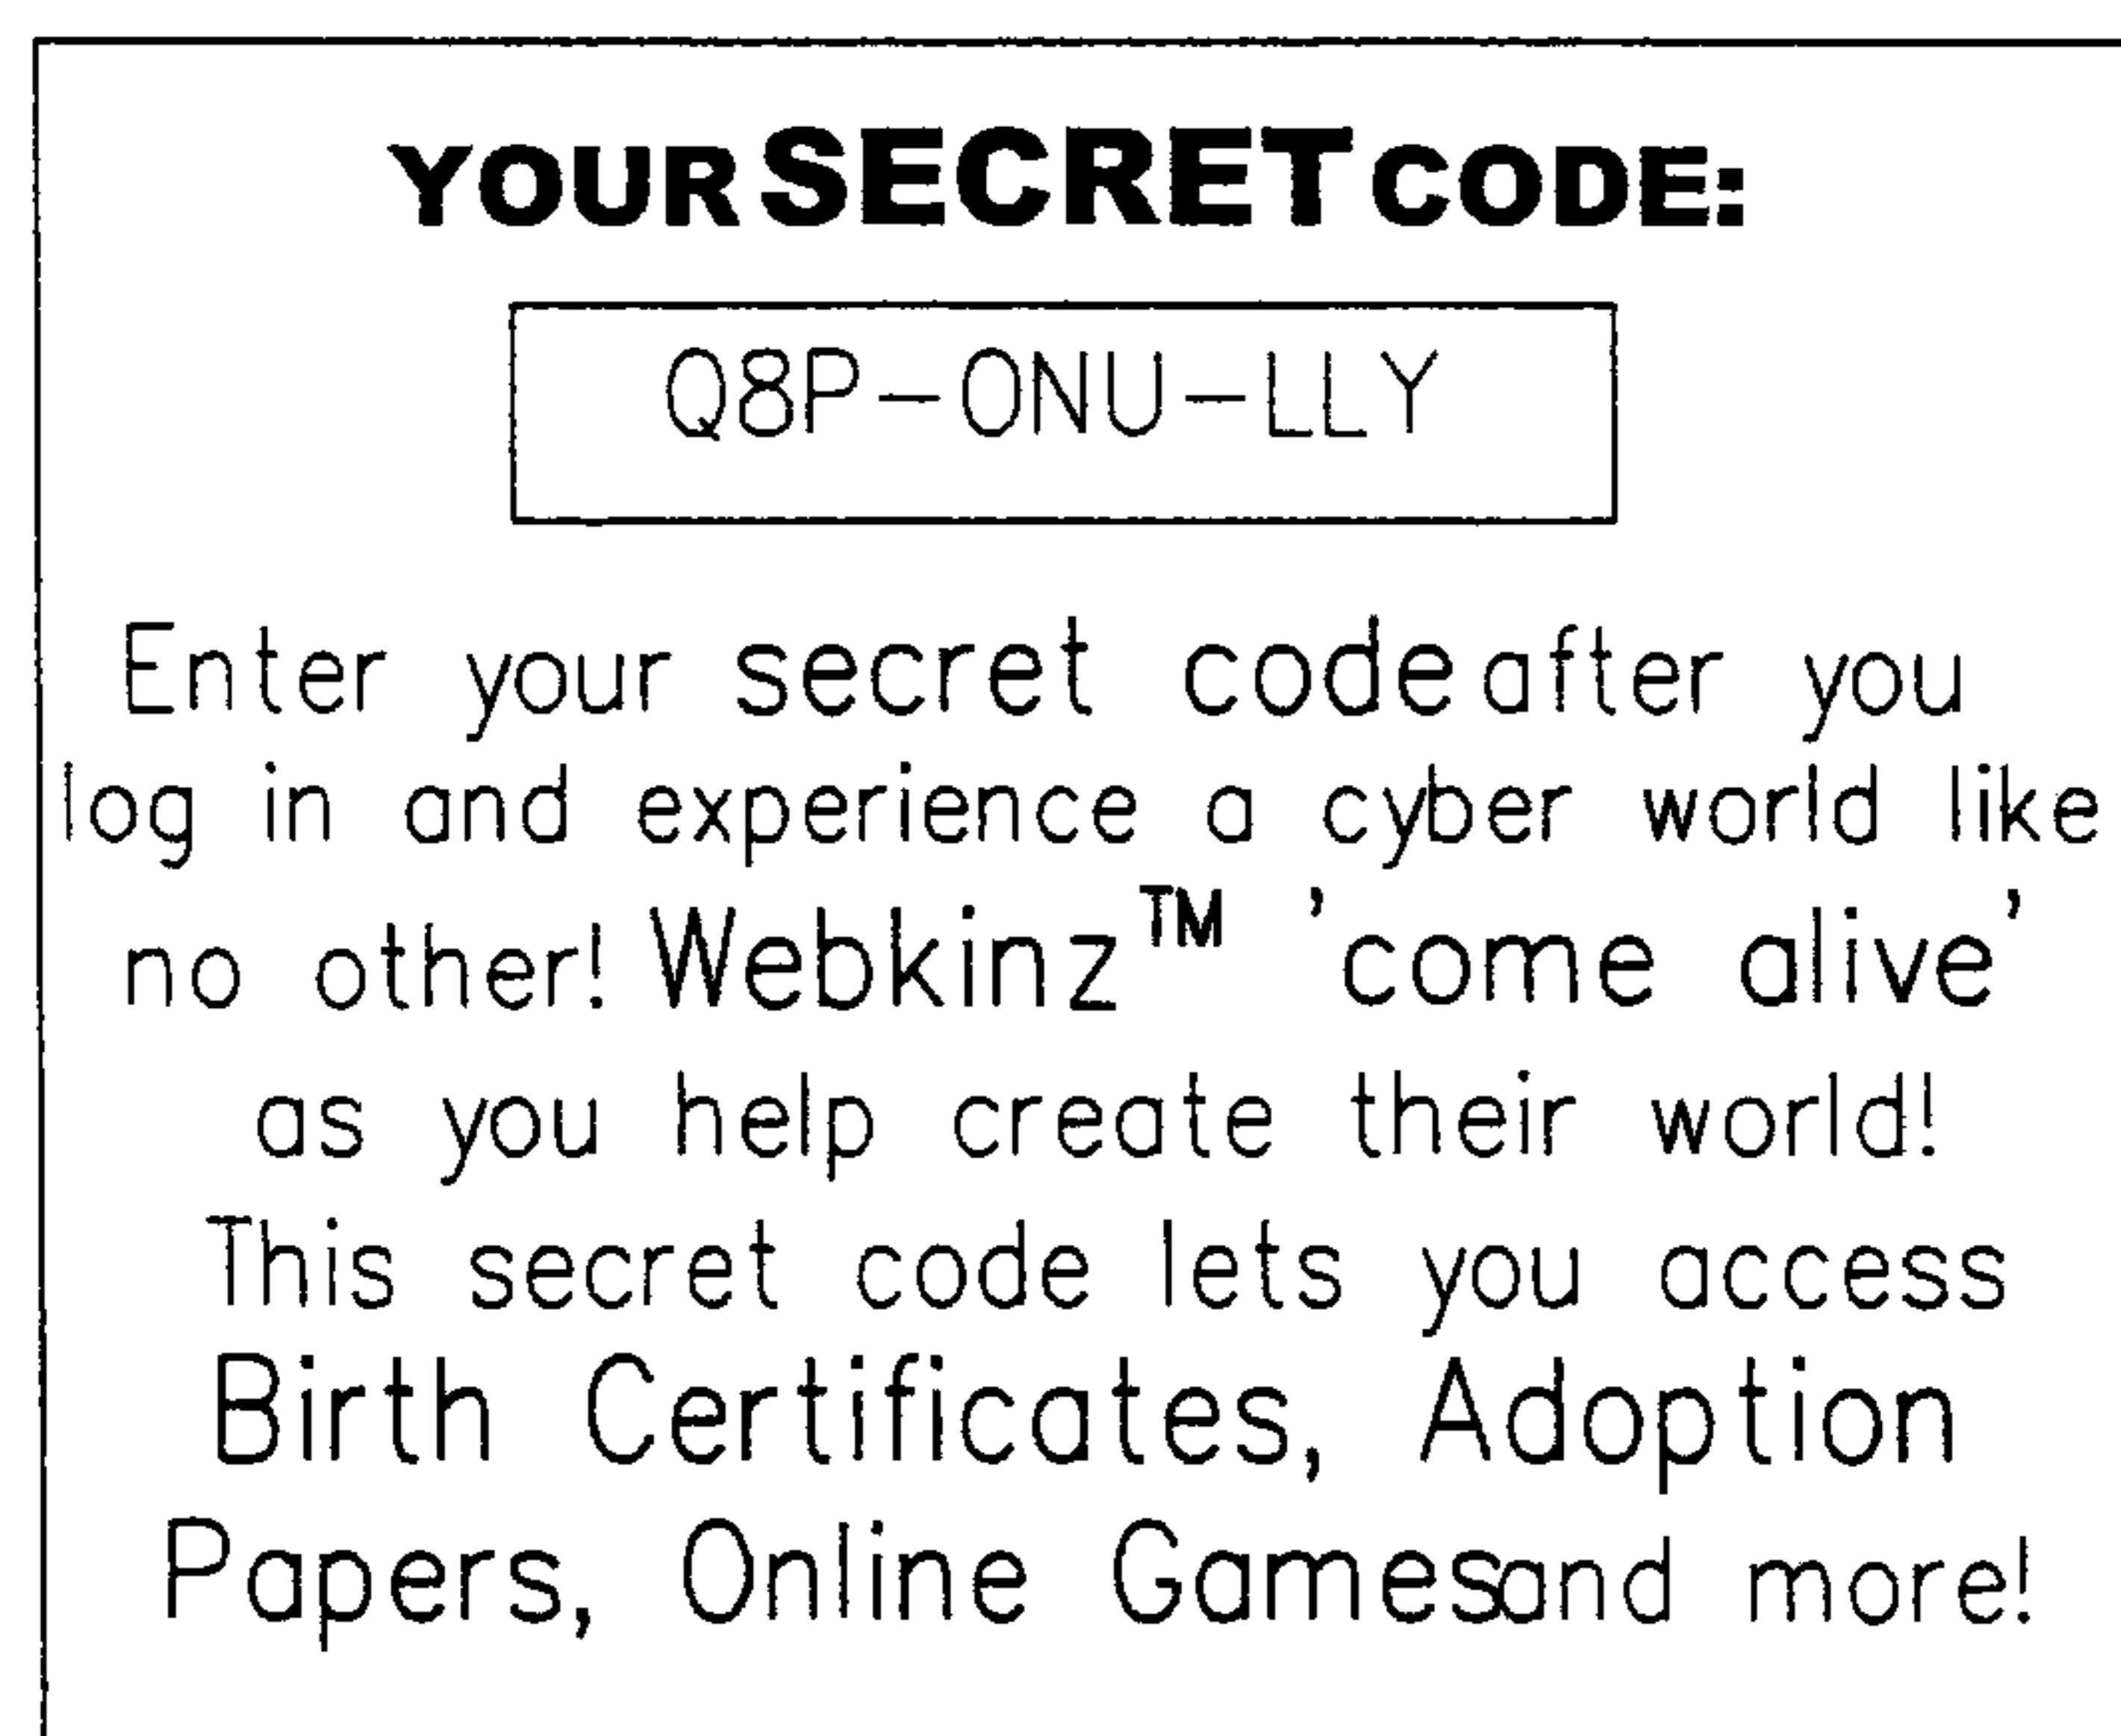 YOUR SECRET CODE:
Q8P-ONU-LLY
Enter your secret code after you
log in and experience a cyber world like
no other! Webkinz™ 'come alive'
as you help create their world!
This secret code lets you access
Birth Certificates, Adoption
Papers, Online Games and more!